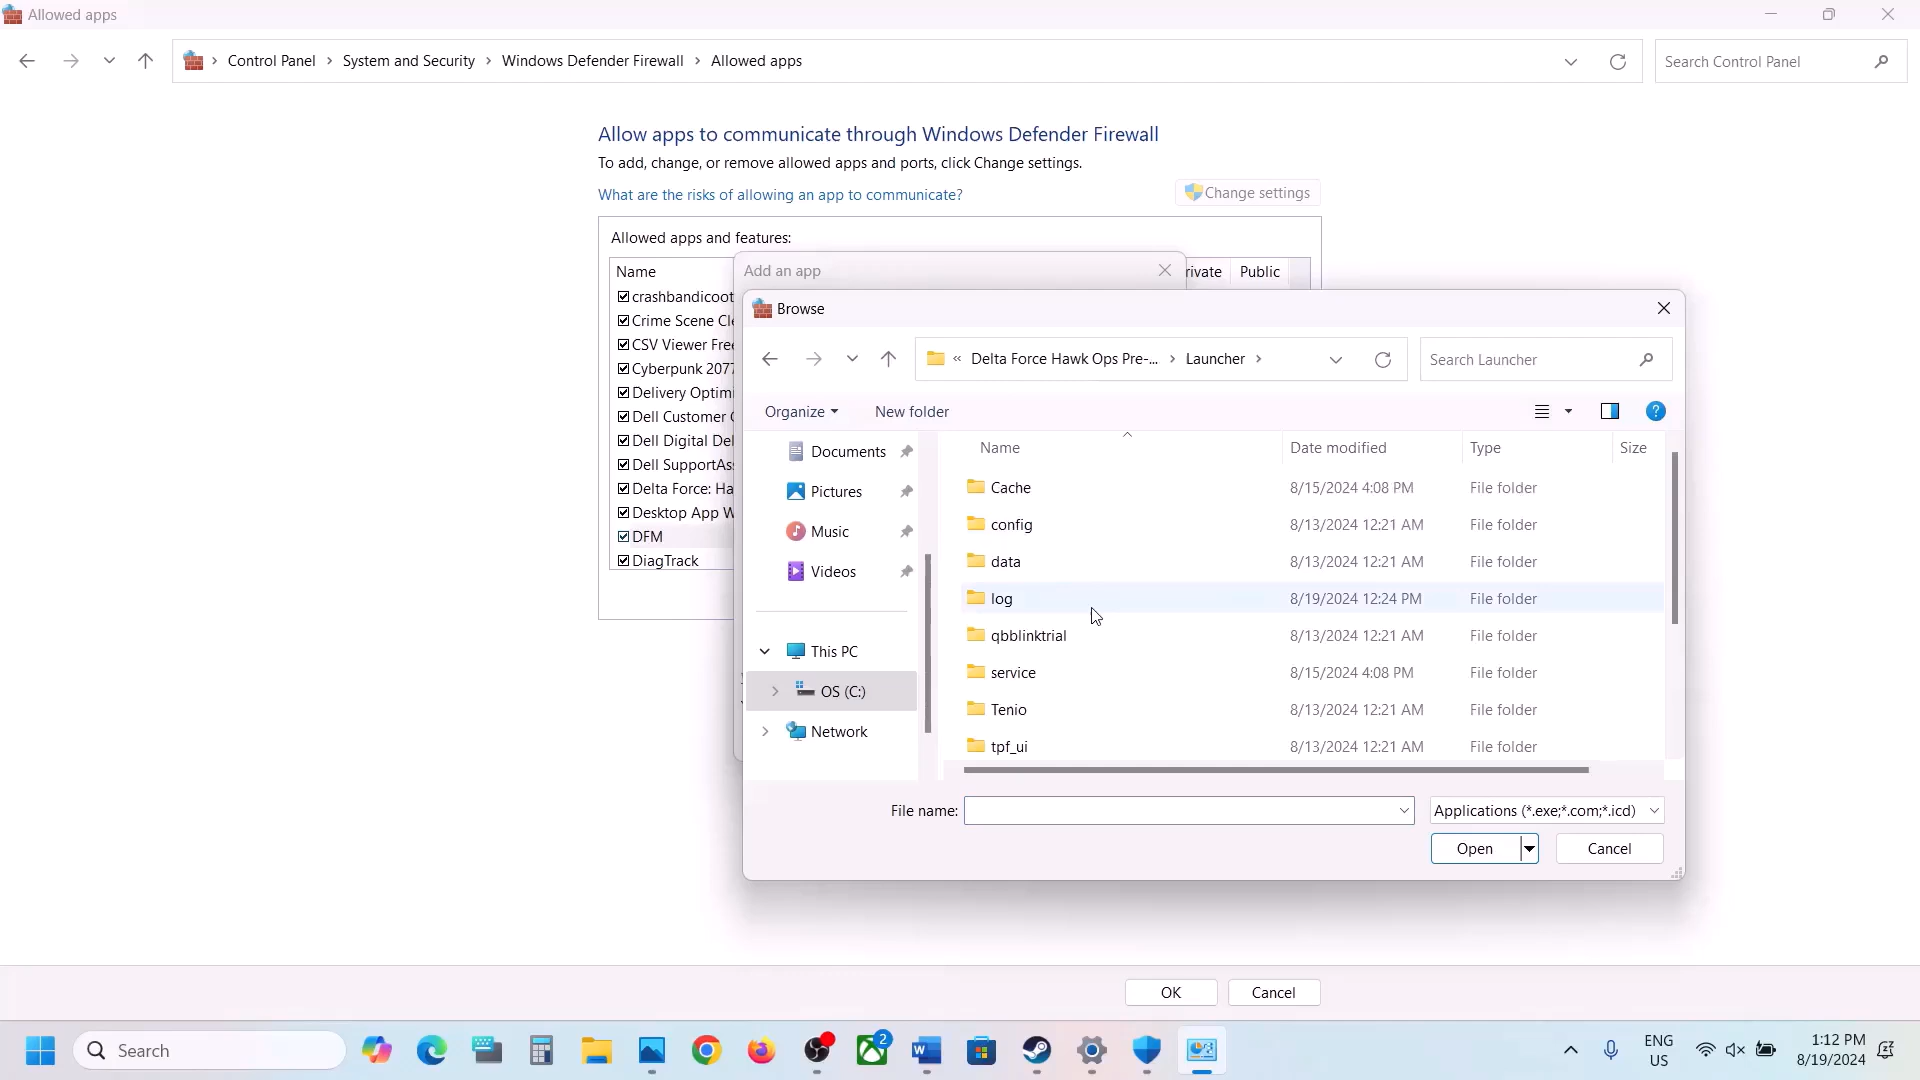 Allowed apps
Control Panel > System and Security > Windows Defender Firewall > Allowed apps
Search Control Panel
Allow apps to communicate through Windows Defender Firewall
To add, change, or remove allowed apps and ports, click Change settings.
What are the risks of allowing an app to communicate?
Change settings
Allowed apps and features:
Name
rivate
Public
crashbandicoot
Crime Scene Cle
CSV Viewer Free
Cyberpunk 2077
Delivery Optimi
Dell Customer
Dell Digital Del
Dell SupportAss
Delta Force: Ha
Desktop App W
DFM
DiagTrack
Add an app
Browse
« Delta Force Hawk Ops Pre-... > Launcher >
Search Launcher
Organize
New folder
Documents
Pictures
Music
Videos
This PC
OS (C:)
Network
Name Date modified Type Size
Cache 8/15/2024 4:08 PM File folder
config 8/13/2024 12:21 AM File folder
data 8/13/2024 12:21 AM File folder
log 8/19/2024 12:24 PM File folder
qbblinktrial 8/13/2024 12:21 AM File folder
service 8/15/2024 4:08 PM File folder
Tenio 8/13/2024 12:21 AM File folder
tpf_ui 8/13/2024 12:21 AM File folder
File name:
Applications (*.exe;*.com;*.icd)
Open
Cancel
OK
Cancel
Search
2
ENG
US
1:12 PM
8/19/2024